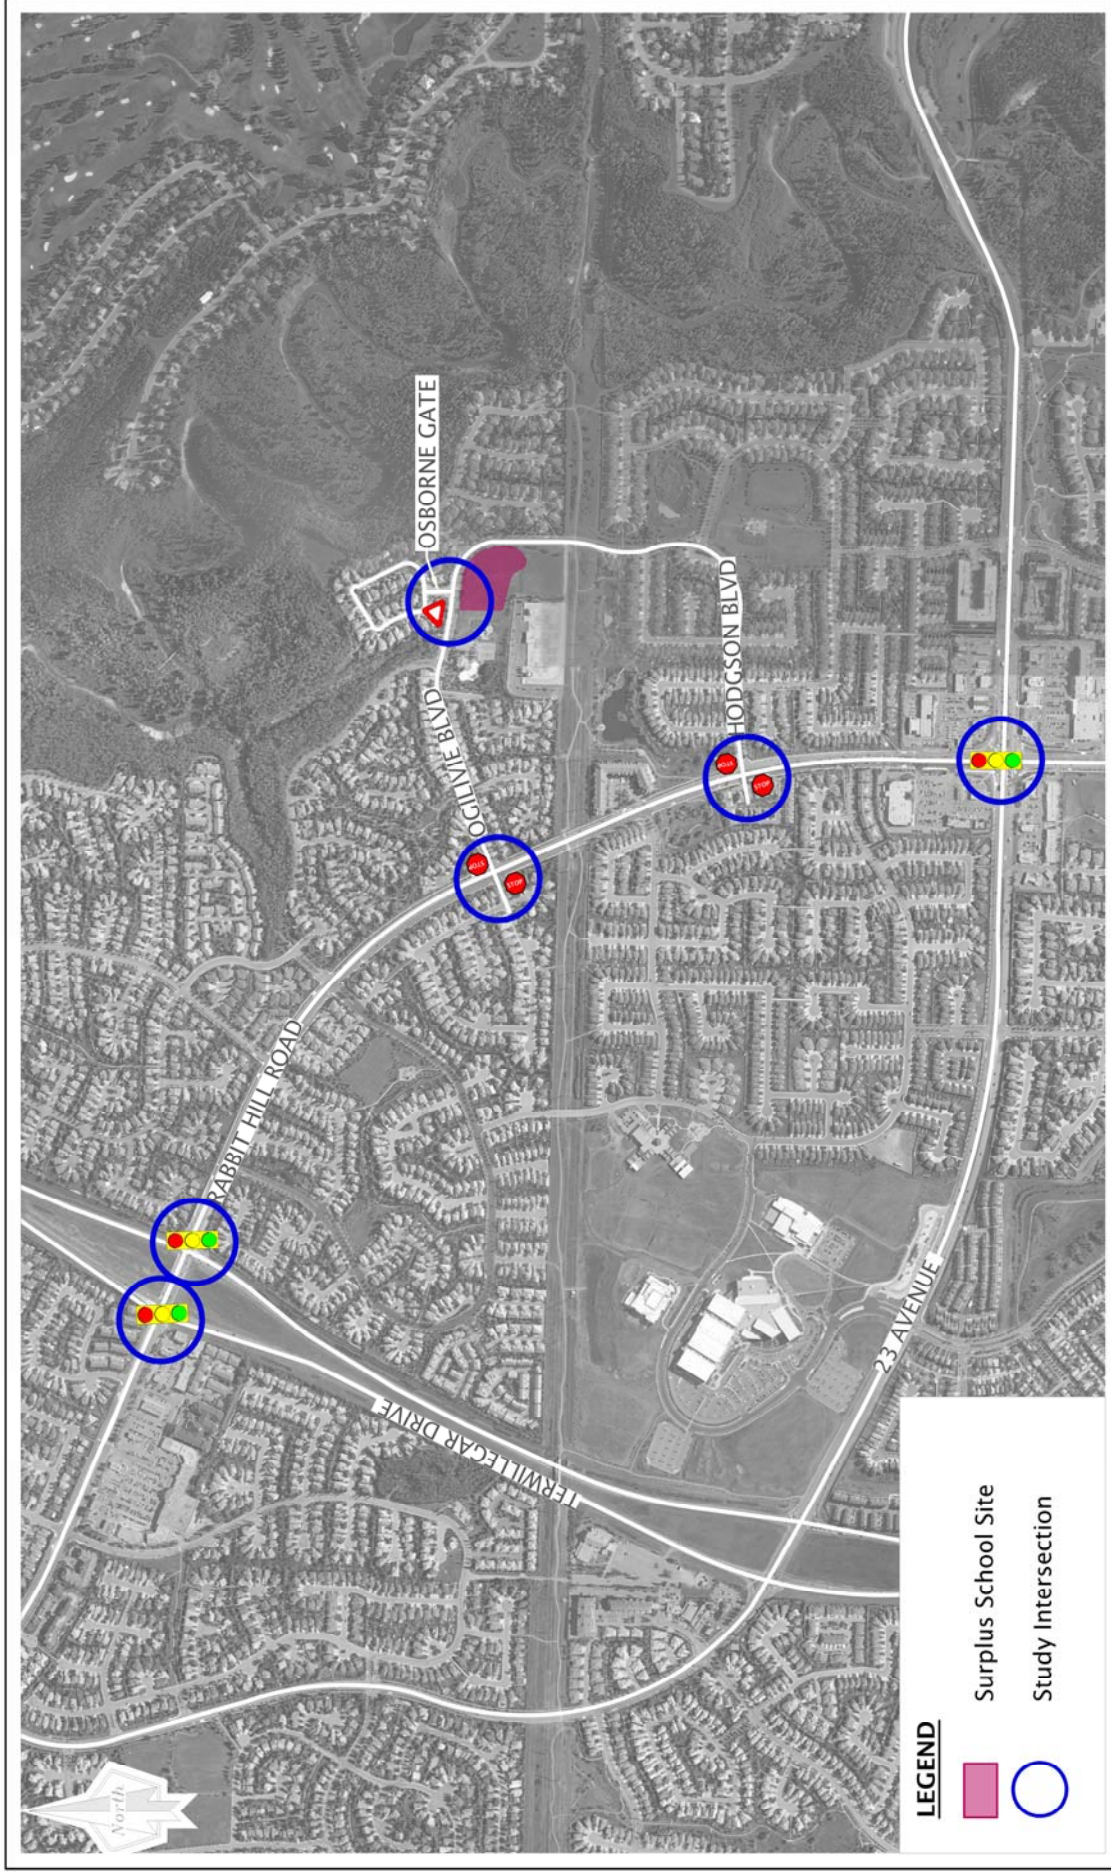 North
TERWILLEGAR DRIVE
RABBIT HILL ROAD
23 AVENUE
OGILIVIE BLVD
STOP
STOP
HODGSON BLVD
STOP
STOP
OSBORNE GATE
LEGEND
Surplus School Site
Study Intersection